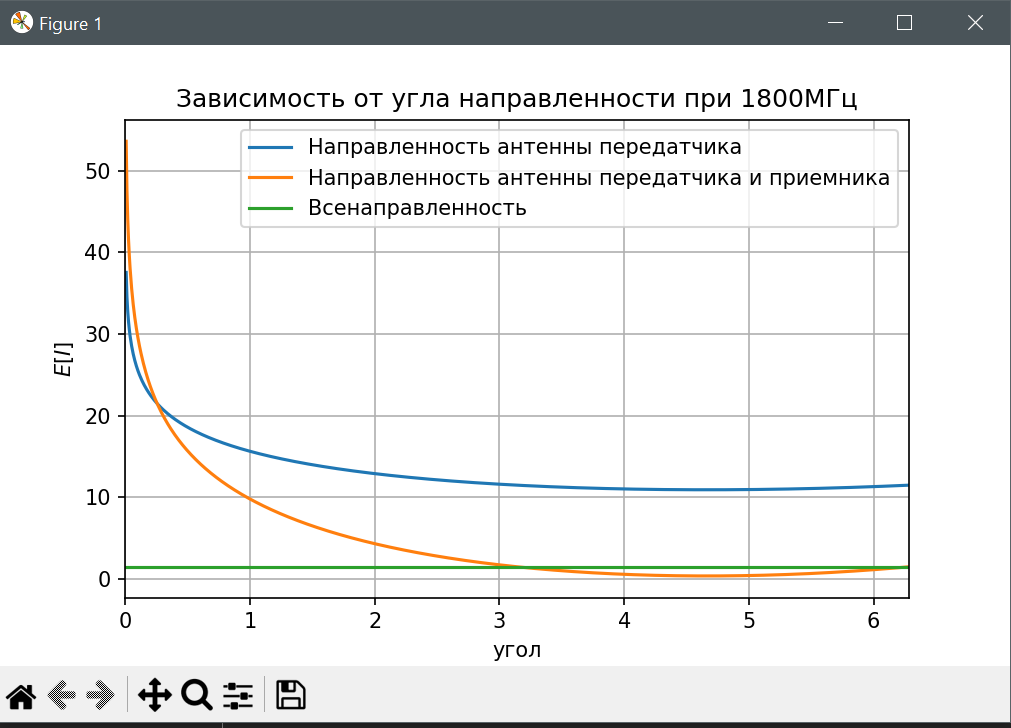 Figure 1
Зависимость от угла направленности при 1800МГц
Направленность антенны передатчика
Направленность антенны передатчика и приемника
Всенаправленность
50
40
30
20
10
0
E[I]
0 1 2 3 4 5 6
угол